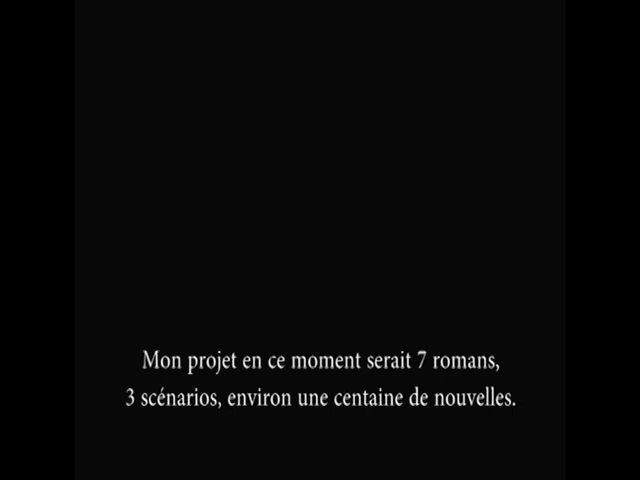 Mon projet en ce moment serait 7 romans,
3 scénarios, environ une centaine de nouvelles.